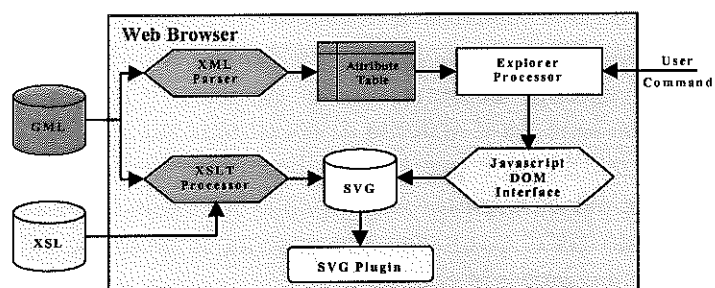 Web Browser
XML
Parser
Attribute
Table
Explorer
Processor
User
Command
GML
XSLT
Processor
SVG
Javascript
DOM
Interface
XSL
SVG Plugin